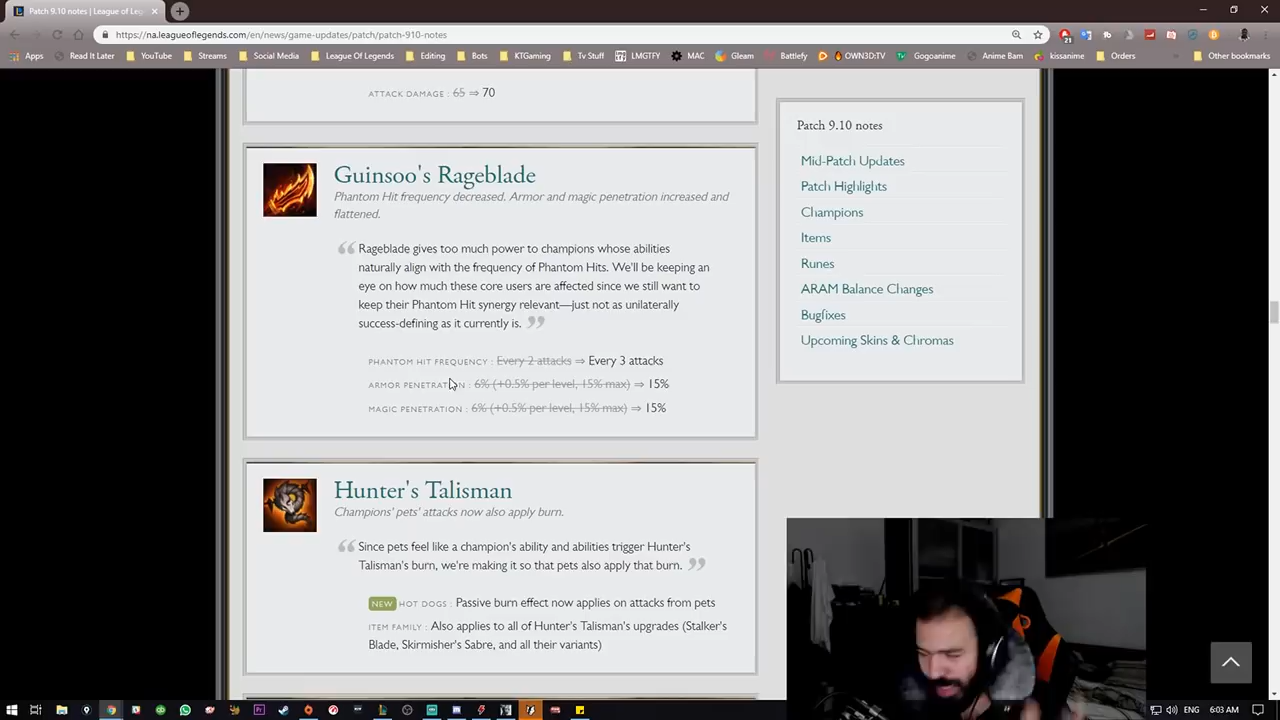 Patch 9.10 notes | League of Leg
https://na.leagueoflegends.com/en/news/game-updates/patch/patch-910-notes
21
Apps
Read It Later
YouTube
Streams
Social Media
League Of Legends
Editing
Bots
KTGaming
Tv Stuff
LMGTFY
MAC
Gleam
Battlefy
OWN3D:TV
Gogoanime
Anime Bam
kissanime
Orders
Other bookmarks
ATTACK DAMAGE : 65 ⇒ 70
Guinsoo's Rageblade
Phantom Hit frequency decreased. Armor and magic penetration increased and
flattened.
Rageblade gives too much power to champions whose abilities
naturally align with the frequency of Phantom Hits. We'll be keeping an
eye on how much these core users are affected since we still want to
keep their Phantom Hit synergy relevant—just not as unilaterally
success-defining as it currently is.
PHANTOM HIT FREQUENCY : Every 2 attacks ⇒ Every 3 attacks
ARMOR PENETRATION : 6% (+0.5% per level, 15% max) ⇒ 15%
MAGIC PENETRATION : 6% (+0.5% per level, 15% max) ⇒ 15%
Hunter's Talisman
Champions' pets' attacks now also apply burn.
Since pets feel like a champion's ability and abilities trigger Hunter's
Talisman's burn, we're making it so that pets also apply that burn.
NEW HOT DOGS : Passive burn effect now applies on attacks from pets
ITEM FAMILY : Also applies to all of Hunter's Talisman's upgrades (Stalker's
Blade, Skirmisher's Sabre, and all their variants)
Patch 9.10 notes
Mid-Patch Updates
Patch Highlights
Champions
Items
Runes
ARAM Balance Changes
Bugfixes
Upcoming Skins & Chromas
ENG
6:03 AM